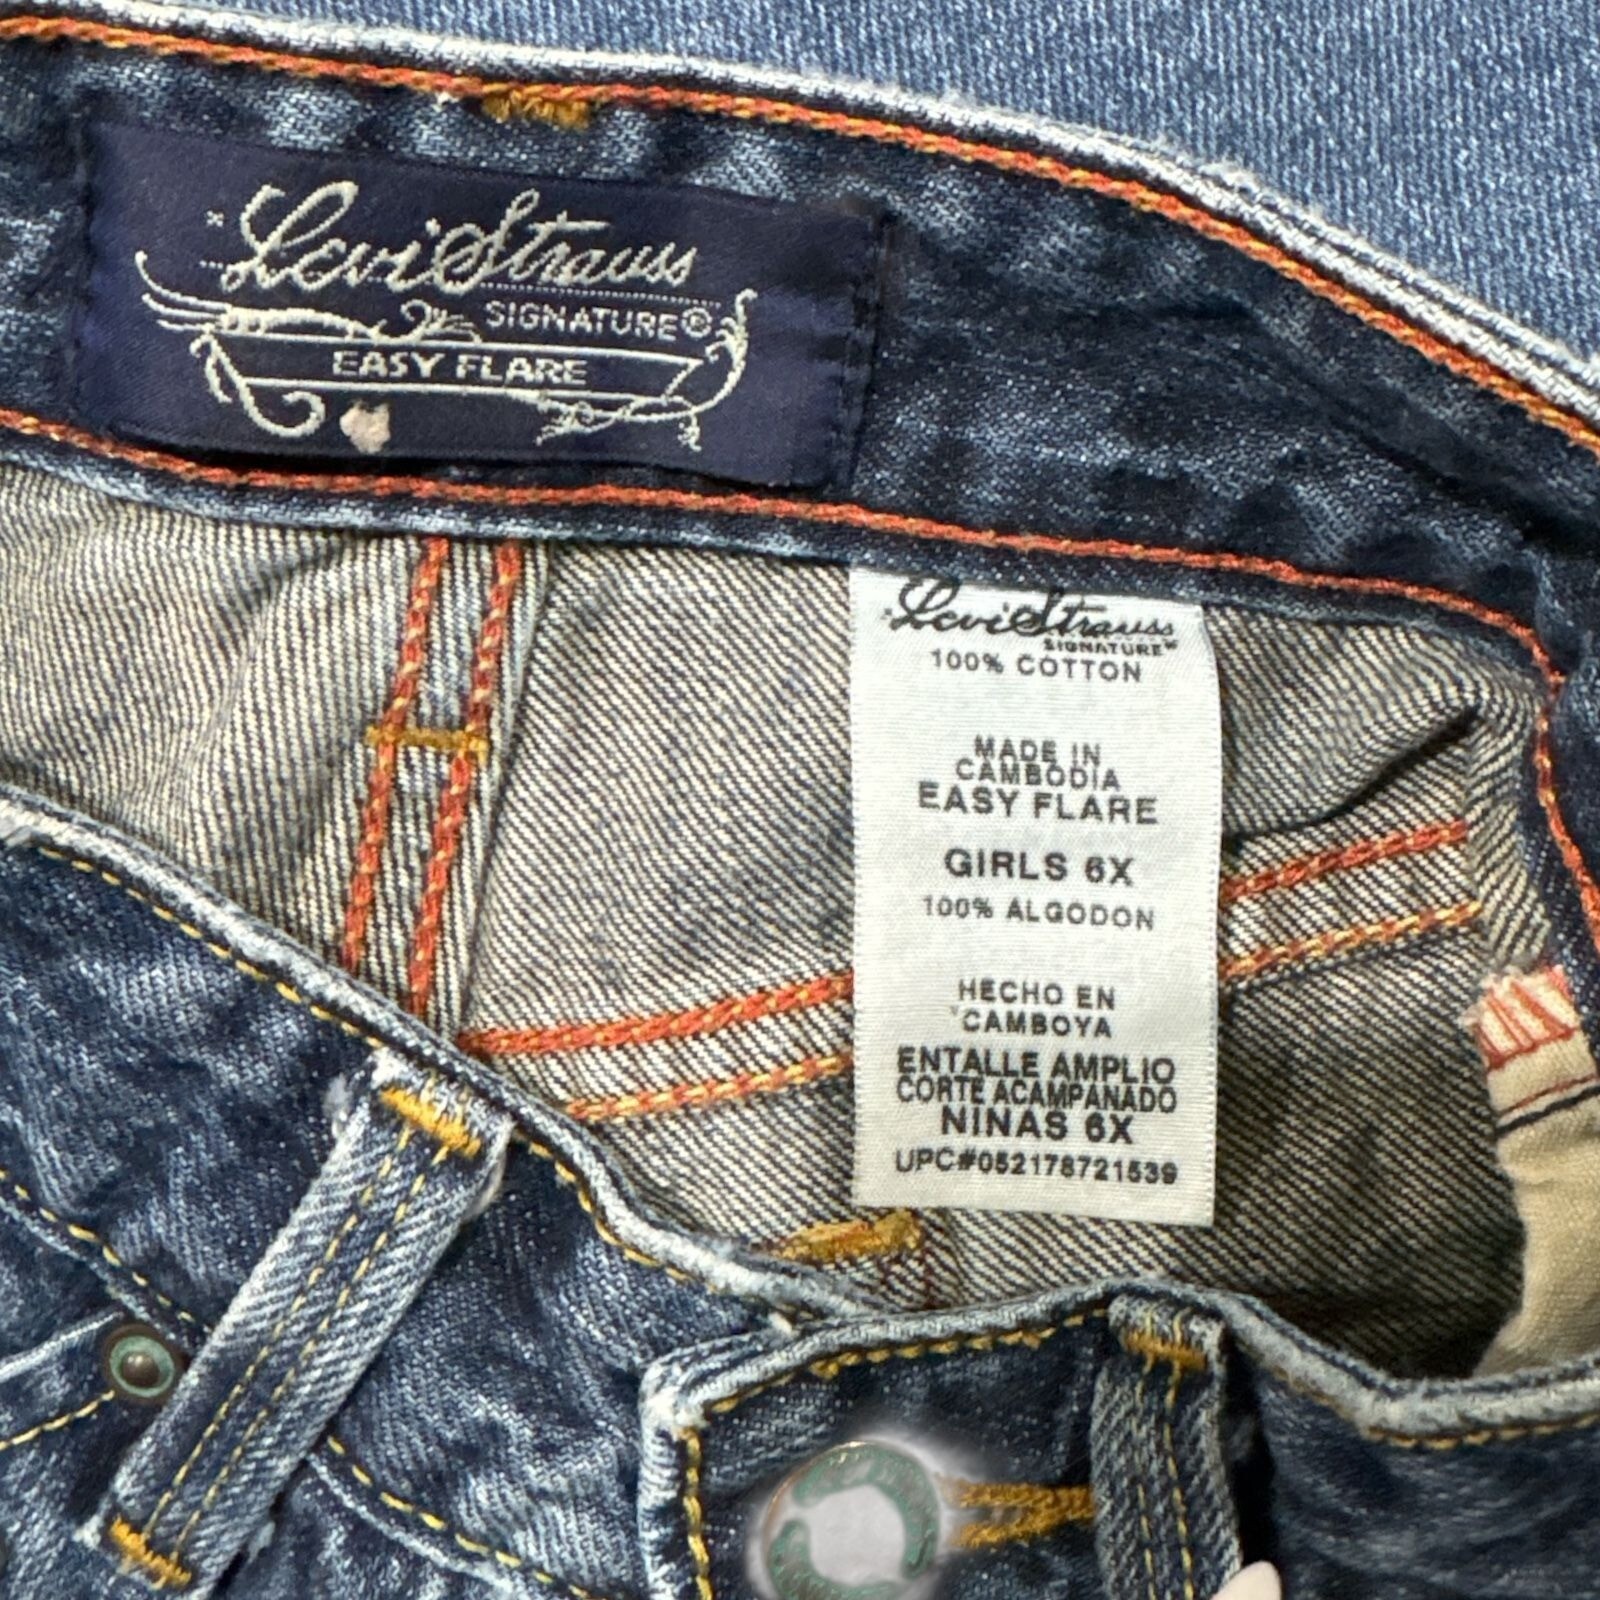 Levi Strauss
SIGNATURE®
EASY FLARE
Levi Strauss
SIGNATURE™
100% COTTON
MADE IN
CAMBODIA
EASY FLARE
GIRLS 6X
100% ALGODON
HECHO EN
CAMBOYA
ENTALLE AMPLIO
CORTE ACAMPANADO
NINAS 6X
UPC#052178721539